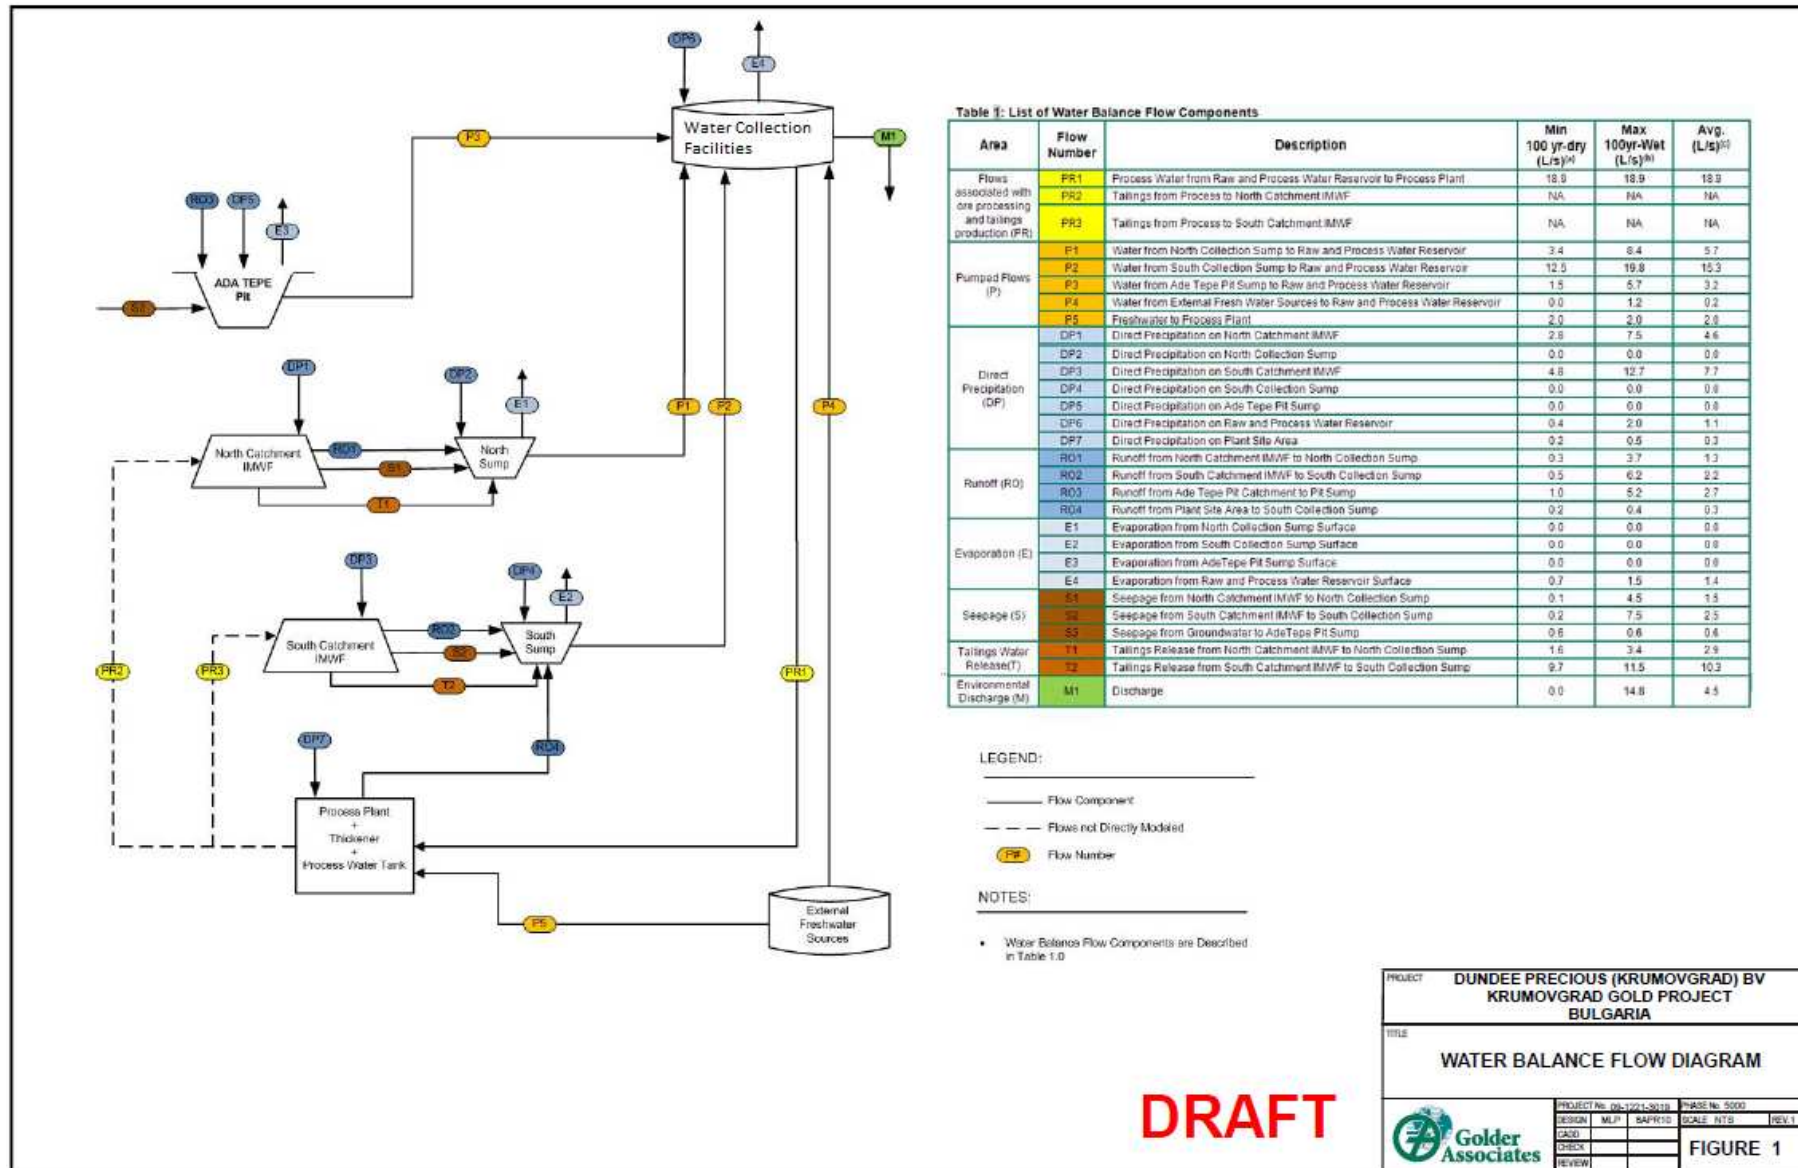 DP6
E4
Water Collection
Facilities
M1
P3
RO3
DP5
E3
ADA TEPE
Pit
S3
DP1
DP2
E1
P1
P2
P4
North Catchment
IMWF
RO1
S1
T1
North
Sump
DP3
DP4
E2
South Catchment
IMWF
RO2
S2
T2
South
Sump
PR2
PR3
PR1
DP7
RO4
Process Plant
+
Thickener
+
Process Water Tank
P5
External
Freshwater
Sources
Table 1: List of Water Balance Flow Components
Area Flow Number Description Min 100 yr-dry (L/s)(a) Max 100yr-Wet (L/s)(b) Avg. (L/s)(c)
Flows associated with ore processing and tailings production (PR)
PR1 Process Water from Raw and Process Water Reservoir to Process Plant 18.9 18.9 18.9
PR2 Tailings from Process to North Catchment IMWF NA NA NA
PR3 Tailings from Process to South Catchment IMWF NA NA NA
Pumped Flows (P)
P1 Water from North Collection Sump to Raw and Process Water Reservoir 3.4 8.4 5.7
P2 Water from South Collection Sump to Raw and Process Water Reservoir 12.5 19.8 15.3
P3 Water from Ade Tepe Pit Sump to Raw and Process Water Reservoir 1.5 5.7 3.2
P4 Water from External Fresh Water Sources to Raw and Process Water Reservoir 0.0 1.2 0.2
P5 Freshwater to Process Plant 2.0 2.0 2.0
Direct Precipitation (DP)
DP1 Direct Precipitation on North Catchment IMWF 2.8 7.5 4.6
DP2 Direct Precipitation on North Collection Sump 0.0 0.0 0.0
DP3 Direct Precipitation on South Catchment IMWF 4.8 12.7 7.7
DP4 Direct Precipitation on South Collection Sump 0.0 0.0 0.0
DP5 Direct Precipitation on Ade Tepe Pit Sump 0.0 0.0 0.0
DP6 Direct Precipitation on Raw and Process Water Reservoir 0.4 2.0 1.1
DP7 Direct Precipitation on Plant Site Area 0.2 0.5 0.3
Runoff (RO)
RO1 Runoff from North Catchment IMWF to North Collection Sump 0.3 3.7 1.3
RO2 Runoff from South Catchment IMWF to South Collection Sump 0.5 6.2 2.2
RO3 Runoff from Ade Tepe Pit Catchment to Pit Sump 1.0 5.2 2.7
RO4 Runoff from Plant Site Area to South Collection Sump 0.2 0.4 0.3
Evaporation (E)
E1 Evaporation from North Collection Sump Surface 0.0 0.0 0.0
E2 Evaporation from South Collection Sump Surface 0.0 0.0 0.0
E3 Evaporation from AdeTepe Pit Sump Surface 0.0 0.0 0.0
E4 Evaporation from Raw and Process Water Reservoir Surface 0.7 1.5 1.4
Seepage (S)
S1 Seepage from North Catchment IMWF to North Collection Sump 0.1 4.5 1.5
S2 Seepage from South Catchment IMWF to South Collection Sump 0.2 7.5 2.5
S3 Seepage from Groundwater to AdeTepe Pit Sump 0.6 0.6 0.6
Tailings Water Release(T)
T1 Tailings Release from North Catchment IMWF to North Collection Sump 1.6 3.4 2.9
T2 Tailings Release from South Catchment IMWF to South Collection Sump 9.7 11.5 10.3
Environmental Discharge (M)
M1 Discharge 0.0 14.8 4.5
LEGEND:
Flow Component
Flows not Directly Modeled
P# Flow Number
NOTES:
• Water Balance Flow Components are Described
in Table 1.0
DRAFT
PROJECT DUNDEE PRECIOUS (KRUMOVGRAD) BV
KRUMOVGRAD GOLD PROJECT
BULGARIA
TITLE
WATER BALANCE FLOW DIAGRAM
Golder
Associates
PROJECT No. 09-1221-3019 PHASE No. 5000
DESIGN MLP 8APR10 SCALE NTS REV.1
CADD
CHECK
REVIEW
FIGURE 1